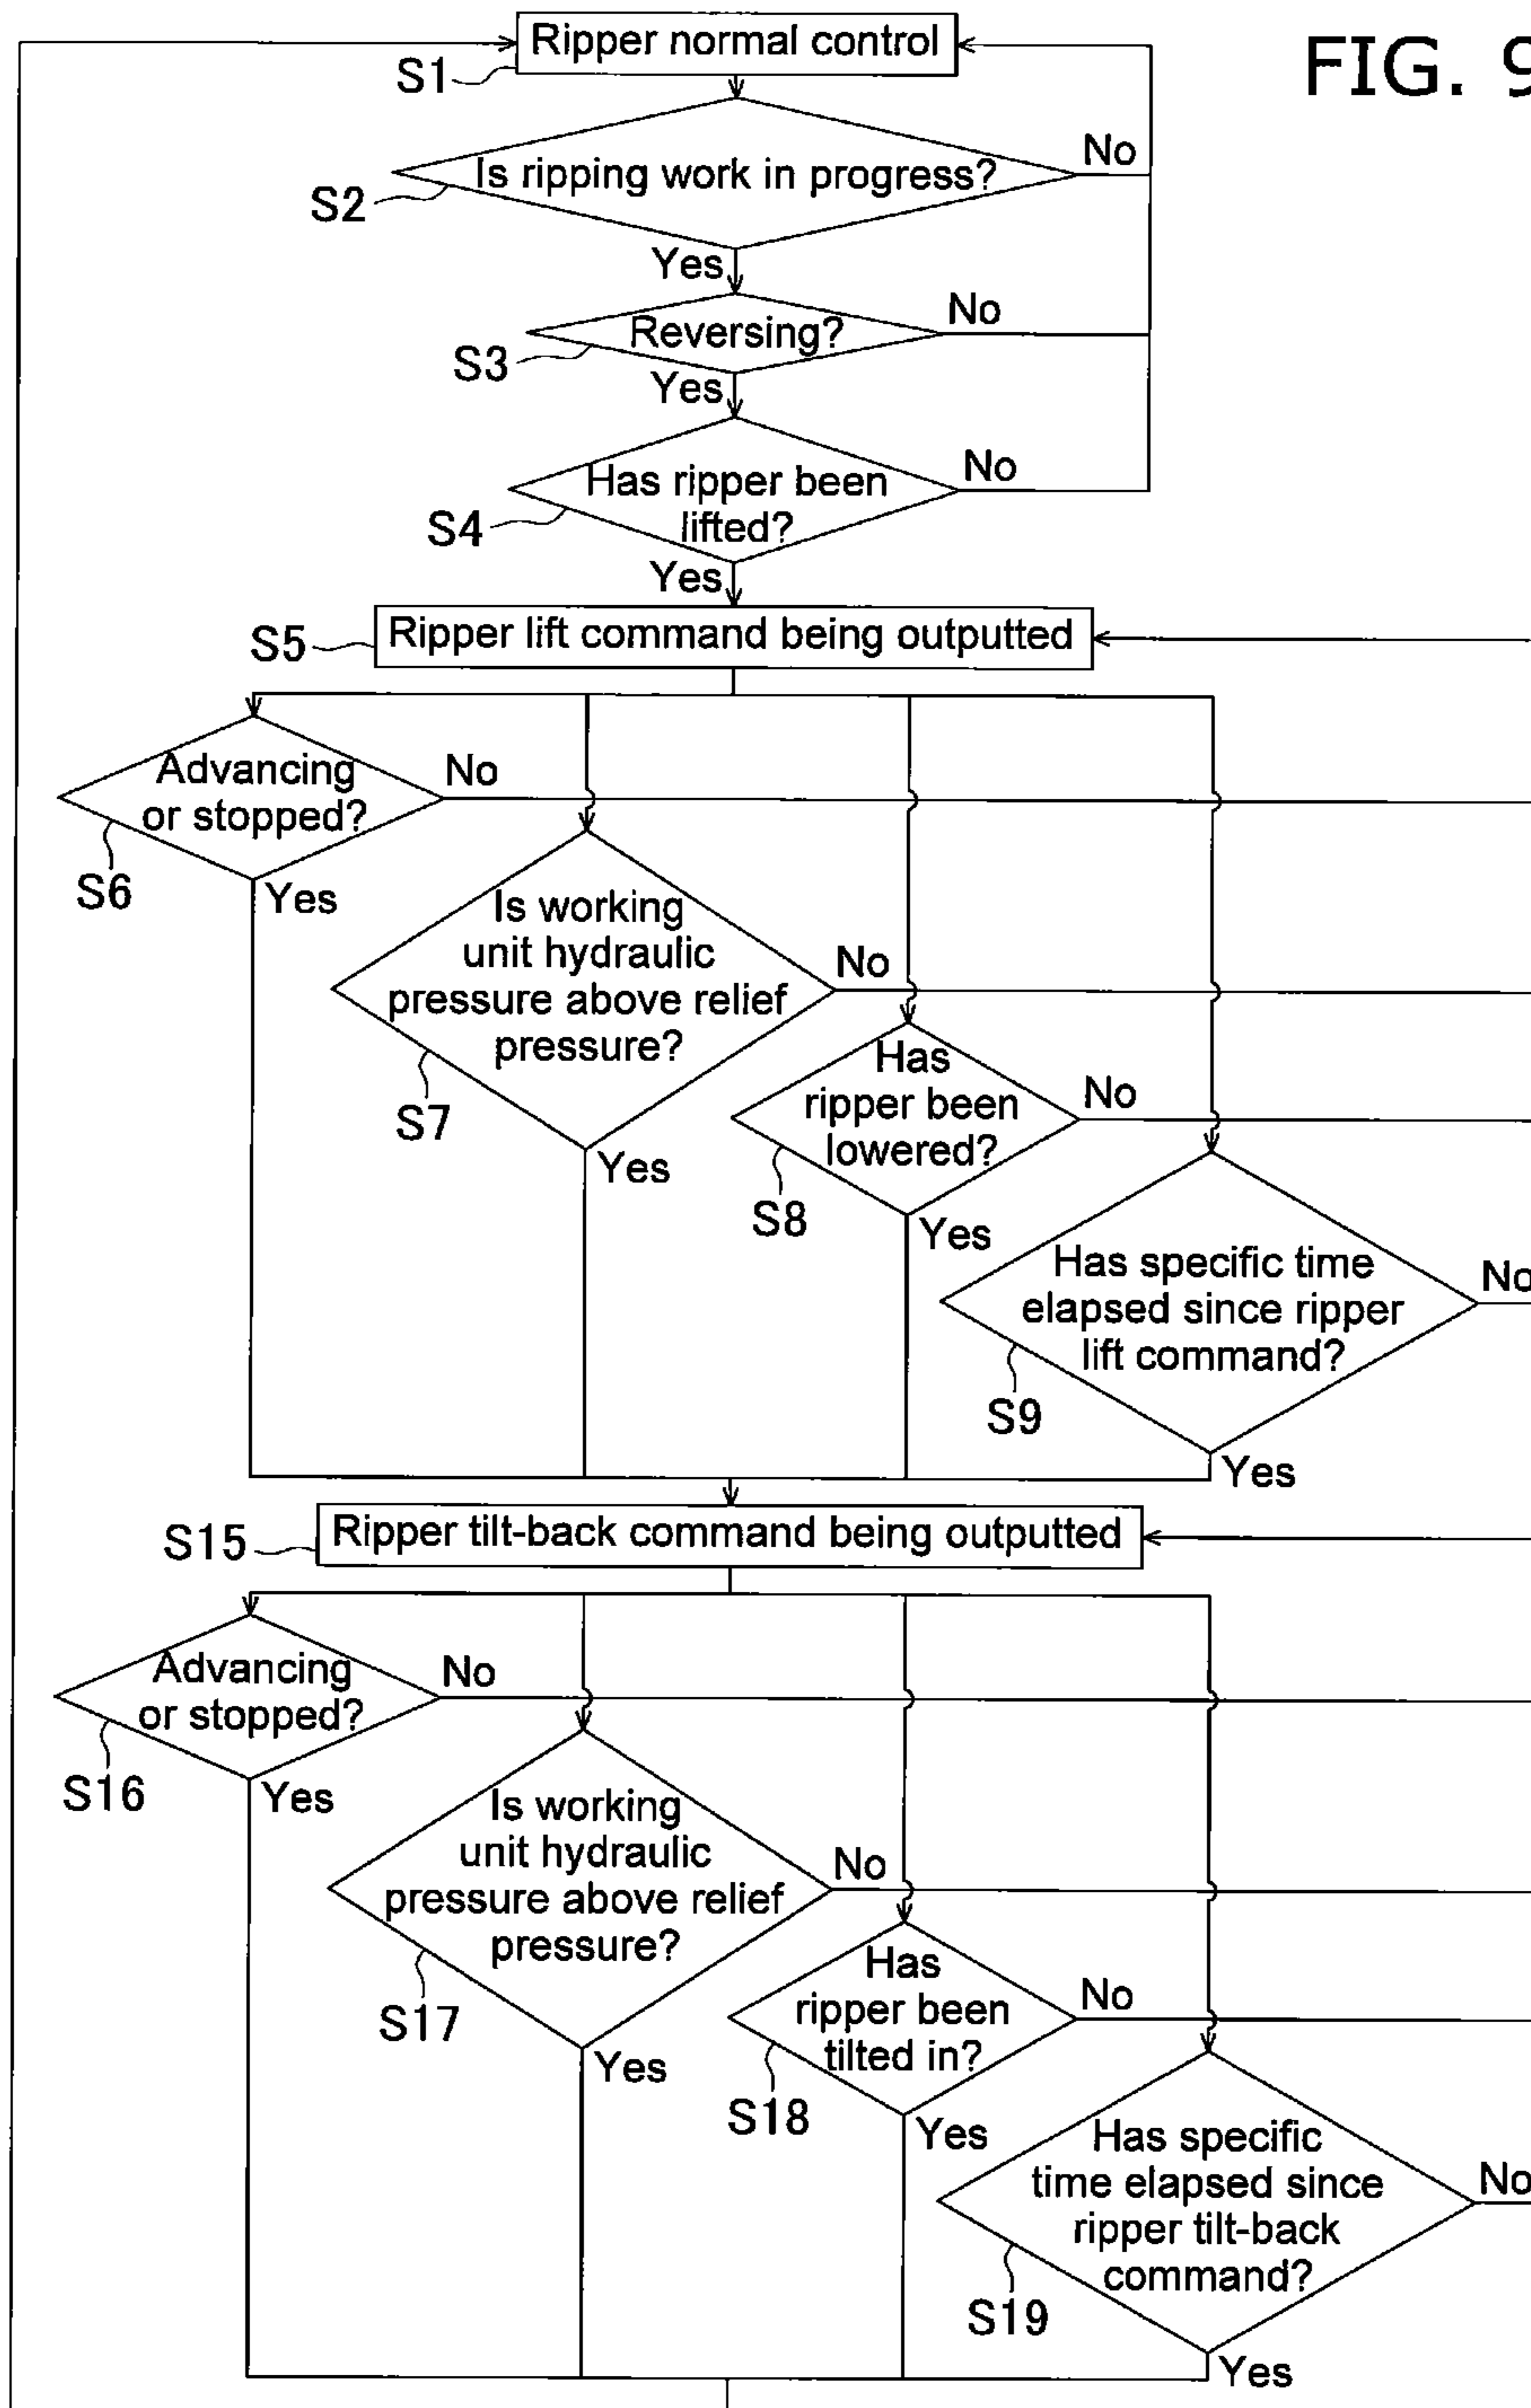 FIG. 9
Ripper normal control
S1
Is ripping work in progress?
No
S2
Yes
Reversing?
No
S3
Yes
Has ripper been
lifted?
No
S4
Yes
Ripper lift command being outputted
S5
Advancing
or stopped?
No
S6
Yes
Is working
unit hydraulic
pressure above relief
pressure?
No
S7
Yes
Has
ripper been
lowered?
No
S8
Yes
Has specific time
elapsed since ripper
lift command?
No
S9
Yes
Ripper tilt-back command being outputted
S15
Advancing
or stopped?
No
S16
Yes
Is working
unit hydraulic
pressure above relief
pressure?
No
S17
Yes
Has
ripper been
tilted in?
No
S18
Yes
Has specific
time elapsed since
ripper tilt-back
command?
No
S19
Yes